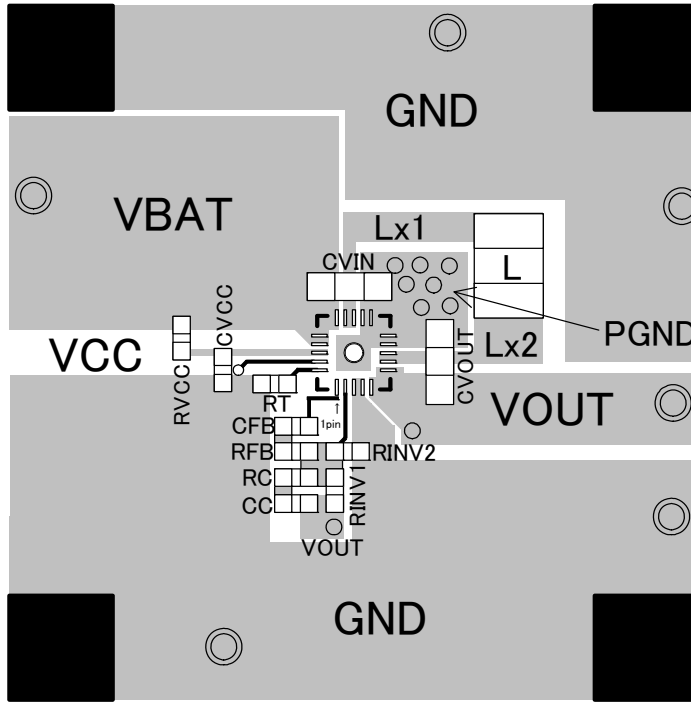 GND
VBAT
Lx1
CVIN
L
CVCC
PGND
VCC
Lx2
RVCC
CVOUT
RT
VOUT
CFB
1pin
RFB
RINV2
RC
RINV1
CC
VOUT
GND